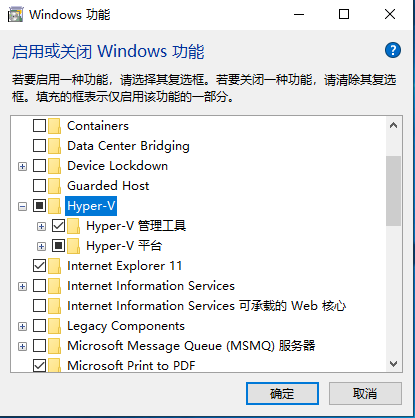 Windows 功能
启用或关闭 Windows 功能
若要启用一种功能，请选择其复选框。若要关闭一种功能，请清除其复选
框。填充的框表示仅启用该功能的一部分。
Containers
Data Center Bridging
Device Lockdown
Guarded Host
Hyper-V
Hyper-V 管理工具
Hyper-V 平台
Internet Explorer 11
Internet Information Services
Internet Information Services 可承载的 Web 核心
Legacy Components
Microsoft Message Queue (MSMQ) 服务器
Microsoft Print to PDF
确定
取消